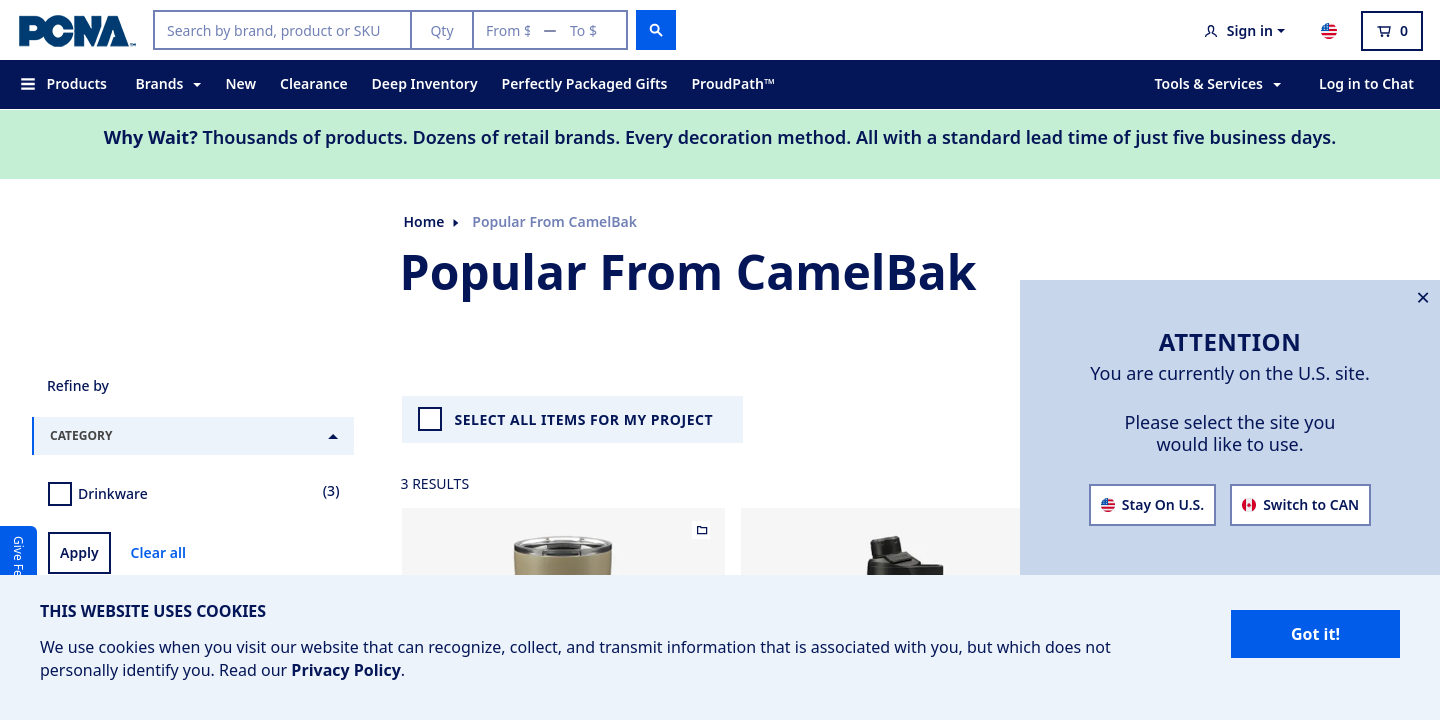 PCNA™
Search by brand, product or SKU
Qty
From $ — To $
Sign in
0
Products
Brands
New
Clearance
Deep Inventory
Perfectly Packaged Gifts
ProudPath™
Tools & Services
Log in to Chat
Why Wait? Thousands of products. Dozens of retail brands. Every decoration method. All with a standard lead time of just five business days.
Home
Popular From CamelBak
Popular From CamelBak
ATTENTION
You are currently on the U.S. site.
Please select the site you
would like to use.
Stay On U.S.
Switch to CAN
Refine by
CATEGORY
Drinkware
(3)
Apply
Clear all
Give
SELECT ALL ITEMS FOR MY PROJECT
3 RESULTS
THIS WEBSITE USES COOKIES
We use cookies when you visit our website that can recognize, collect, and transmit information that is associated with you, but which does not
personally identify you. Read our Privacy Policy.
Got it!